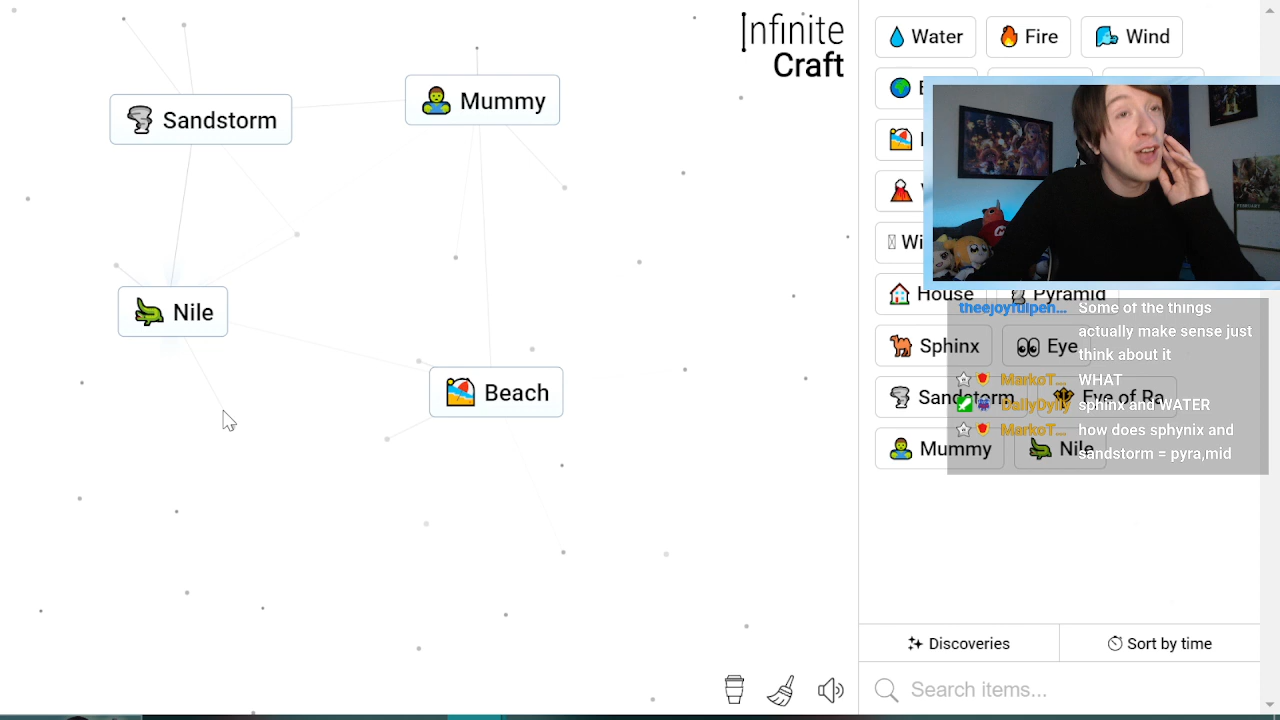 Infinite
Craft
Water
Fire
Wind
Sandstorm
Mummy
Nile
Beach
House
Pyramid
Sphinx
Eye
Sandstorm
Eye of Ra
Mummy
Nile
theejoyfulpen... Some of the things
actually make sense just
think about it
MarkoT... WHAT
DallyDylly sphinx and WATER
MarkoT... how does sphynix and
sandstorm = pyra,mid
Discoveries
Sort by time
Search items...